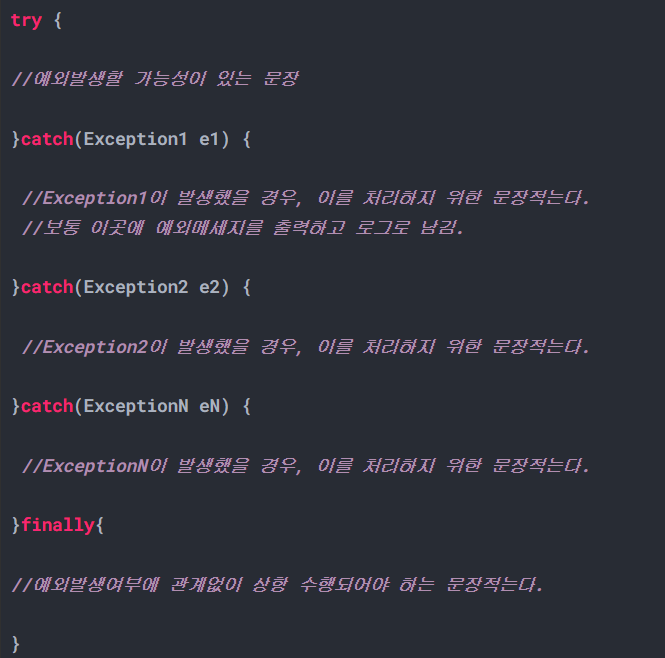 try {
//예외발생할 가능성이 있는 문장
}catch(Exception1 e1) {
//Exception1이 발생했을 경우, 이를 처리하지 위한 문장적는다.
//보통 이곳에 예외메세지를 출력하고 로그로 남김.
}catch(Exception2 e2) {
//Exception2이 발생했을 경우, 이를 처리하지 위한 문장적는다.
}catch(ExceptionN eN) {
//ExceptionN이 발생했을 경우, 이를 처리하지 위한 문장적는다.
}finally{
//예외발생여부에 관계없이 상항 수행되어야 하는 문장적는다.
}